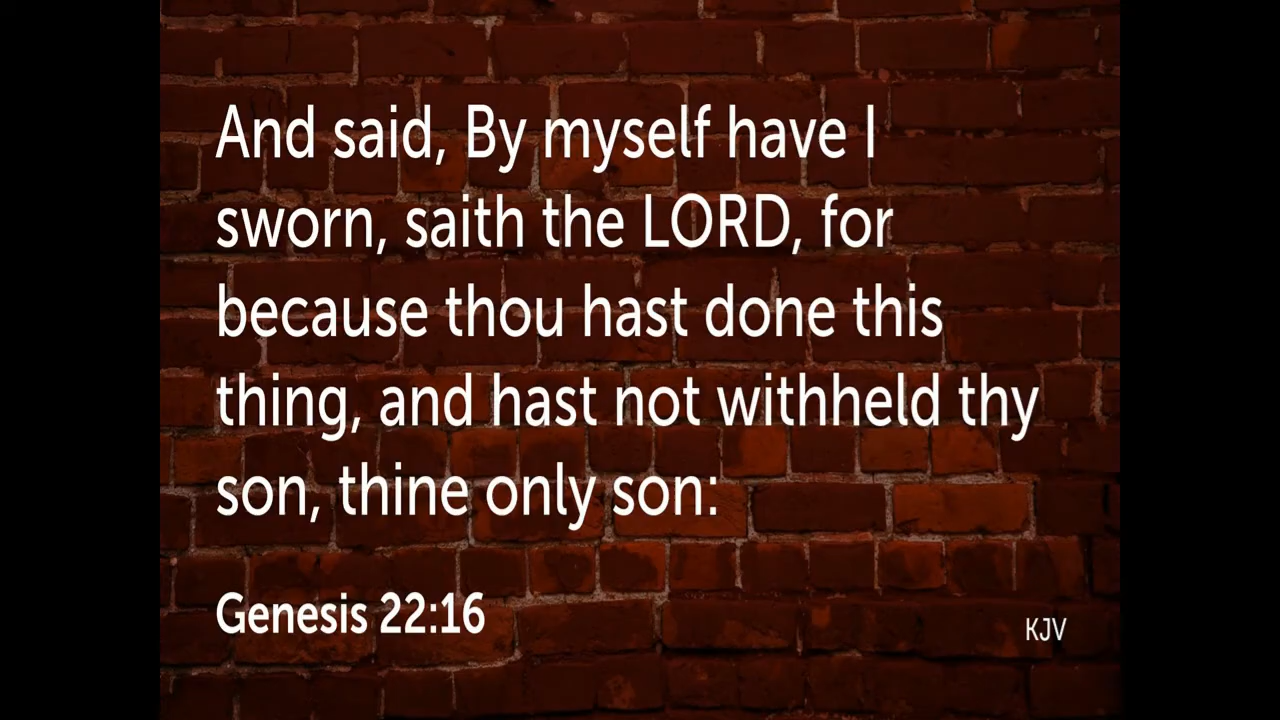 And said, By myself have I
sworn, saith the LORD, for
because thou hast done this
thing, and hast not withheld thy
son, thine only son:
Genesis 22:16
KJV